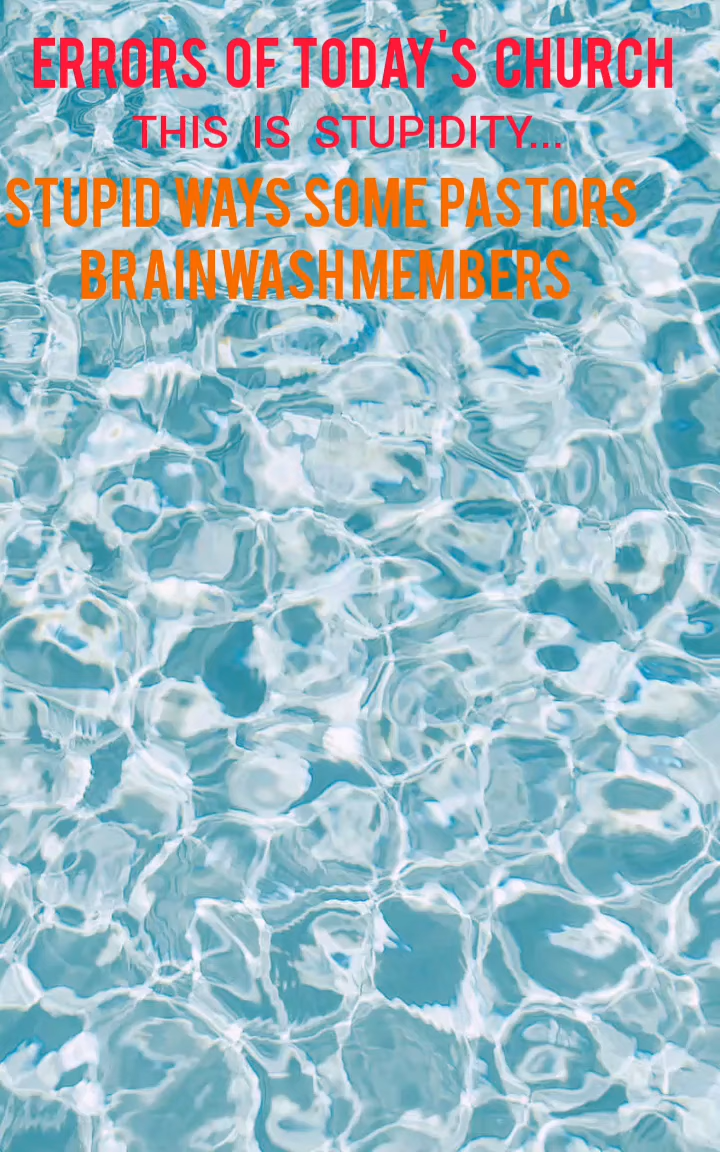 ERRORS OF TODAY'S CHURCH
THIS IS STUPIDITY...
STUPID WAYS SOME PASTORS
BRAINWASH MEMBERS